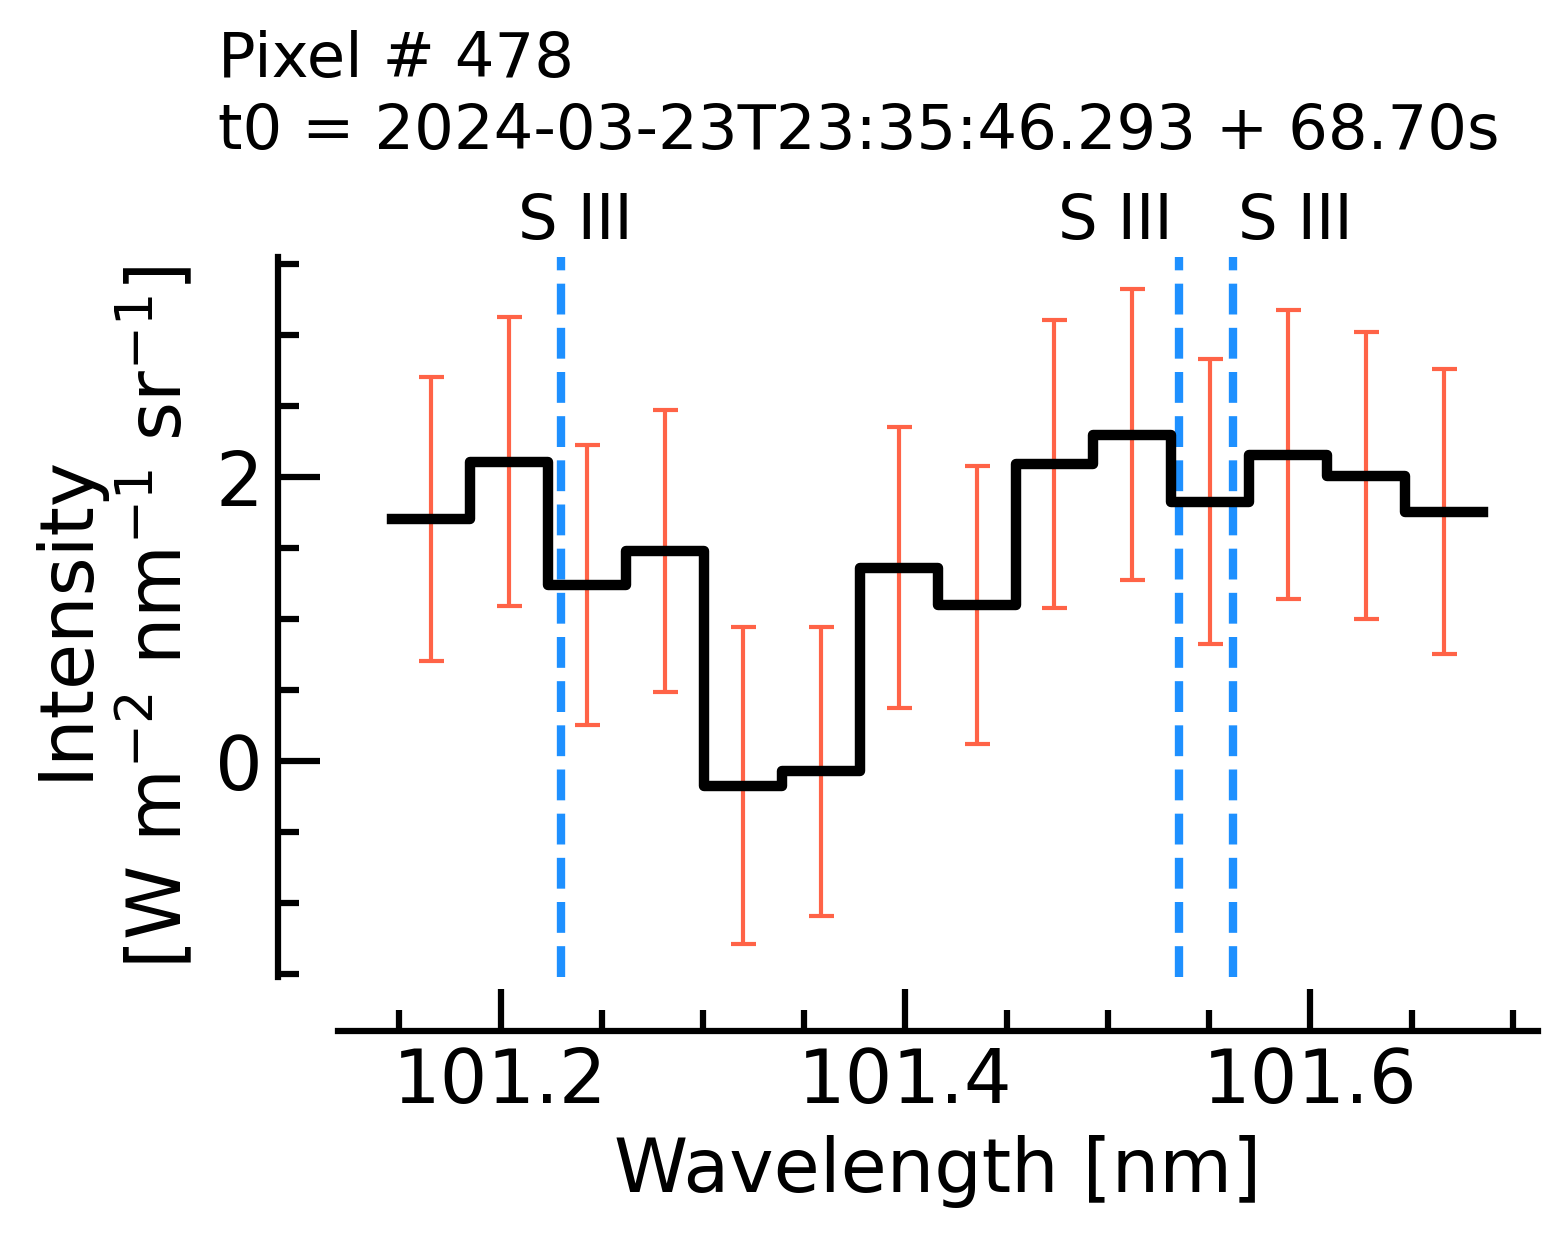 Pixel # 478
t0 = 2024-03-23T23:35:46.293 + 68.70s
S III S III S III
Intensity
[W m⁻² nm⁻¹ sr⁻¹]
2
0
101.2 101.4 101.6
Wavelength [nm]